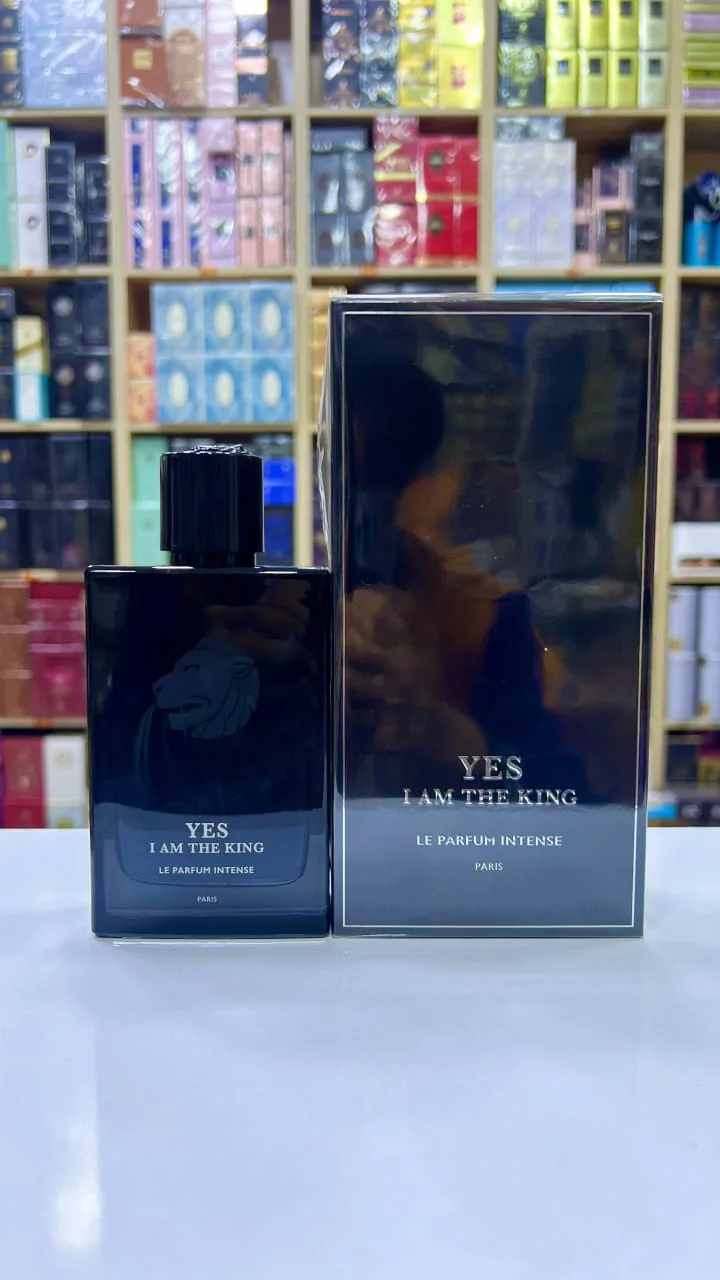 YES
I AM THE KING
LE PARFUM INTENSE
PARIS
YES
I AM THE KING
LE PARFUM INTENSE
PARIS